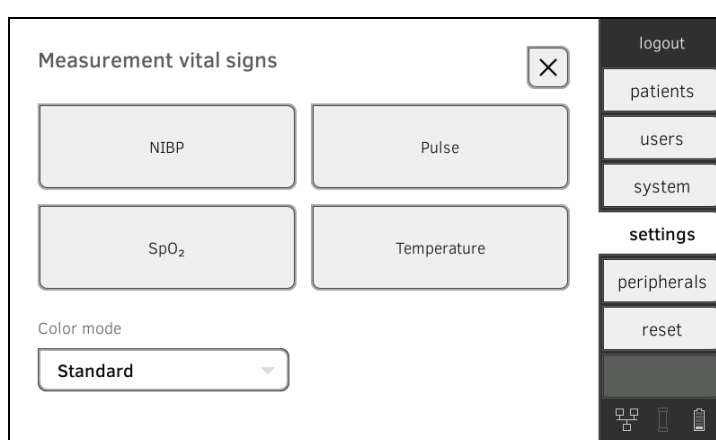 Measurement vital signs
NIBP
Pulse
SpO₂
Temperature
Color mode
Standard
logout
patients
users
system
settings
peripherals
reset